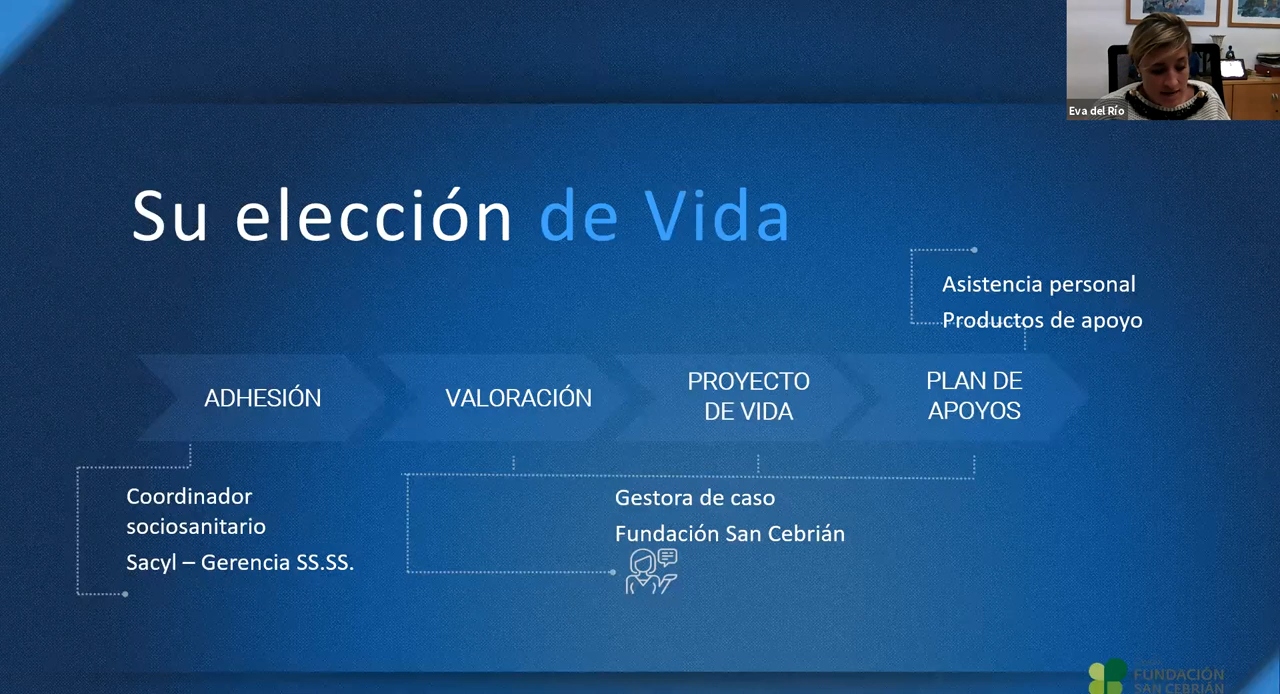 Eva del Río
Su elección de Vida
Asistencia personal
Productos de apoyo
ADHESIÓN
VALORACIÓN
PROYECTO
DE VIDA
PLAN DE
APOYOS
Coordinador
sociosanitario
Sacyl – Gerencia SS.SS.
Gestora de caso
Fundación San Cebrián
FUNDACIÓN
SAN CEBRIÁN